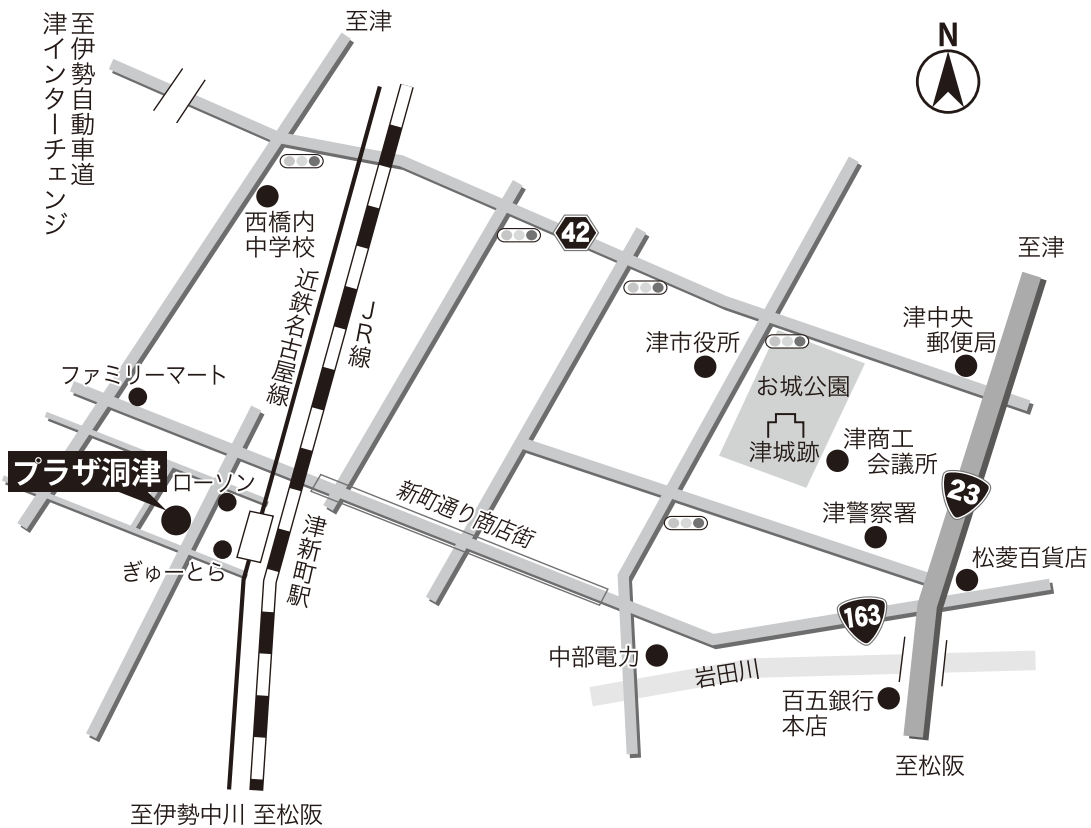 至伊勢自動車道
津インターチェンジ
至津
N
西橋内
中学校
42
至津
近鉄名古屋線
JR線
津市役所
津中央
郵便局
ファミリーマート
お城公園
津城跡
津商工
会議所
プラザ洞津
ローソン
新町通り商店街
23
津警察署
津新町駅
ぎゅーとら
松菱百貨店
163
中部電力
岩田川
百五銀行
本店
至松阪
至伊勢中川
至松阪